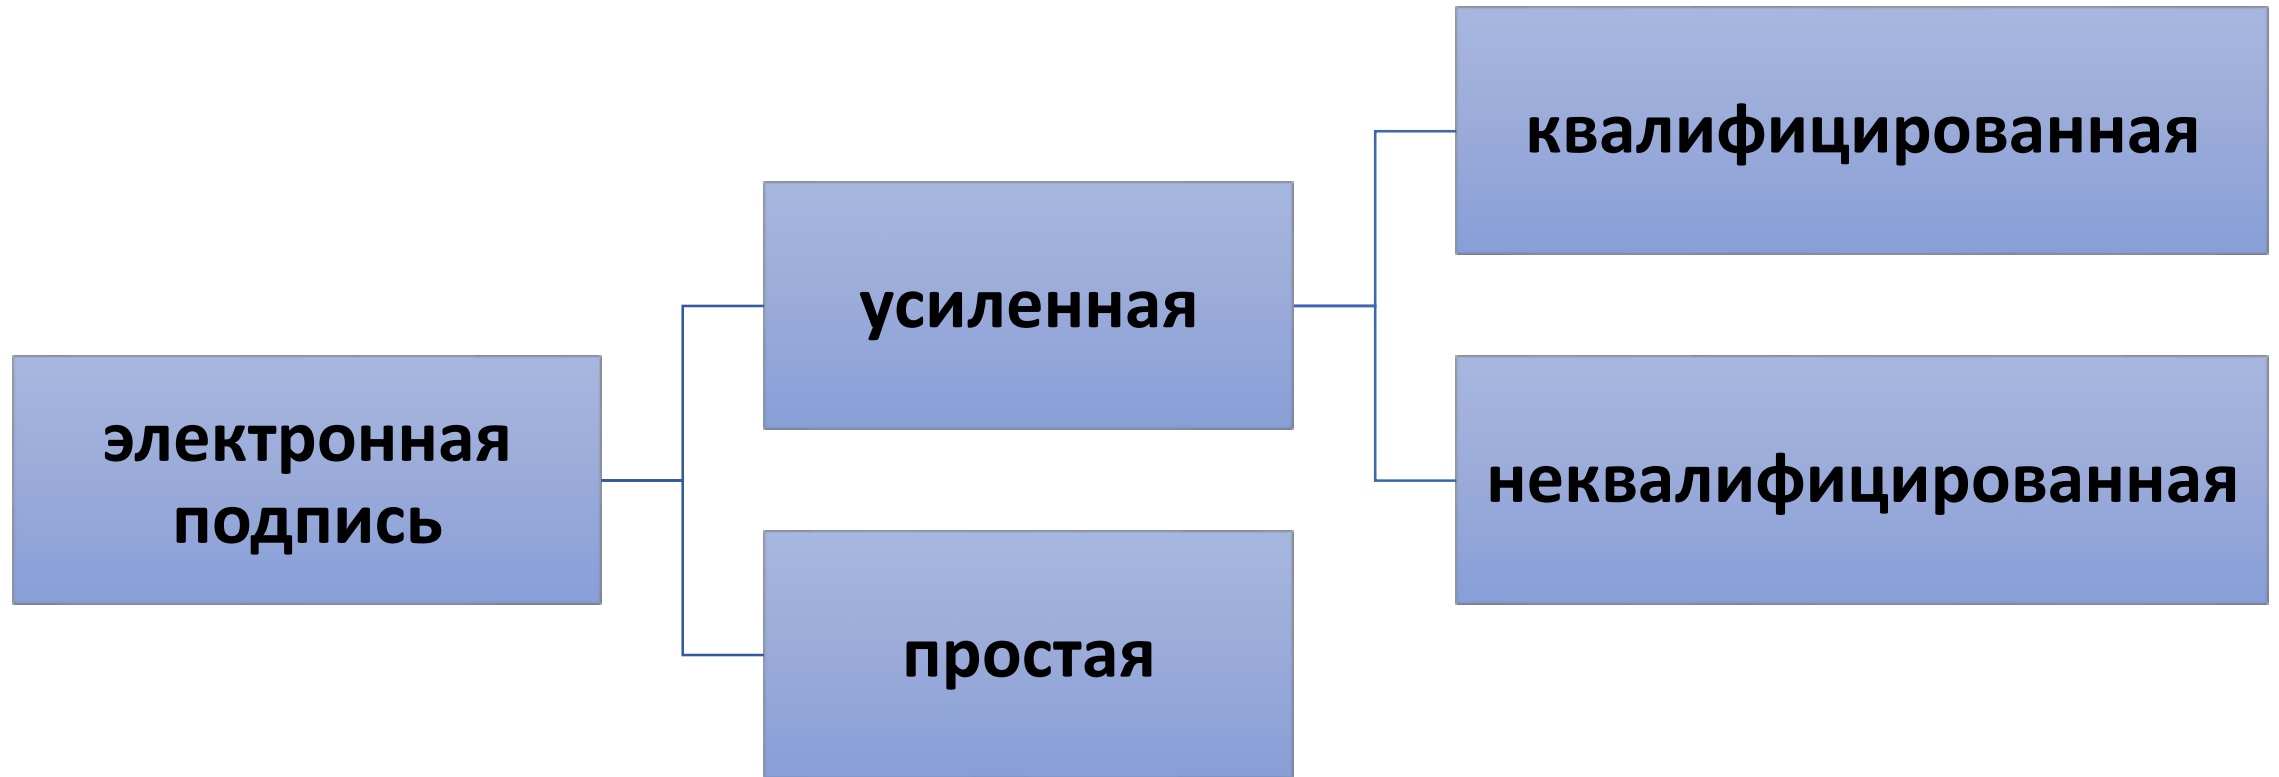 электронная
подпись
усиленная
простая
квалифицированная
неквалифицированная